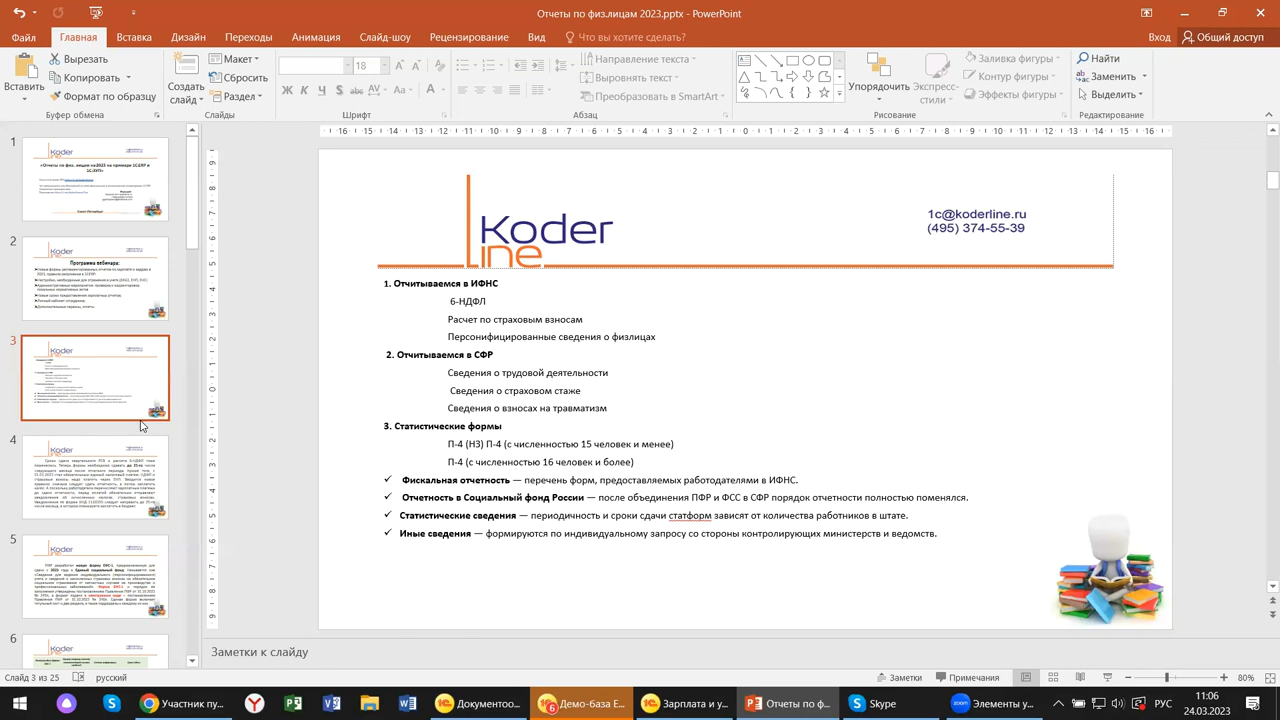 Отчеты по физ.лицам 2023.pptx - PowerPoint
Файл
Главная
Вставка
Дизайн
Переходы
Анимация
Слайд-шоу
Рецензирование
Вид
Что вы хотите сделать?
Вход
Общий доступ
Вставить
Вырезать
Копировать
Формат по образцу
Буфер обмена
Создать слайд
Макет
Сбросить
Раздел
Слайды
18
Шрифт
Направление текста
Выровнять текст
Преобразовать в SmartArt
Абзац
Упорядочить
Экспресс-стили
Заливка фигуры
Контур фигуры
Эффекты фигуры
Рисование
Найти
Заменить
Выделить
Редактирование
1
2
Программа вебинара:
3
4
5
6
Koder
line
1c@koderline.ru
(495) 374-55-39
1. Отчитываемся в ИФНС
6-НДФЛ
Расчет по страховым взносам
Персонифицированные сведения о физлицах
2. Отчитываемся в СФР
Сведения о трудовой деятельности
Сведения о страховом стаже
Сведения о взносах на травматизм
3. Статистические формы
П-4 (НЗ) П-4 (с численностью 15 человек и менее)
П-4 (с численностью 16 человек и более)
✓ Фискальная отчетность — перечень форм, предоставляемых работодателями в ИФНС.
✓ Отчетность в Социальный фонд России — после объединения ПФР и ФСС в СФР порядок отчетности полностью поменялся.
✓ Статистические сведения — периодичность и сроки сдачи статформ зависят от количества работников в штате.
✓ Иные сведения — формируются по индивидуальному запросу со стороны контролирующих министерств и ведомств.
Заметки к слайду
Слайд 3 из 25
русский
Заметки
Примечания
80%
Участник пу...
Документоо...
Демо-база Е...
Зарплата и у...
Отчеты по ф...
Skype
Элементы у...
РУС
11:06
24.03.2023